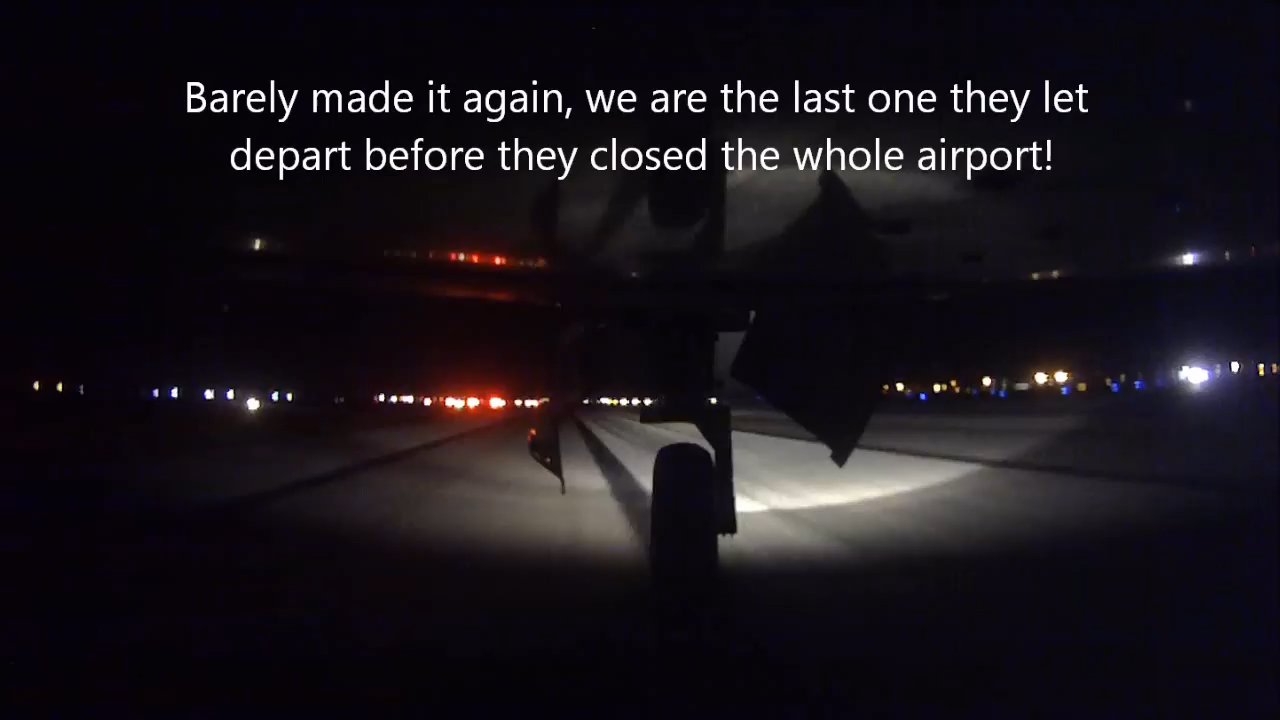 Barely made it again, we are the last one they let
depart before they closed the whole airport!